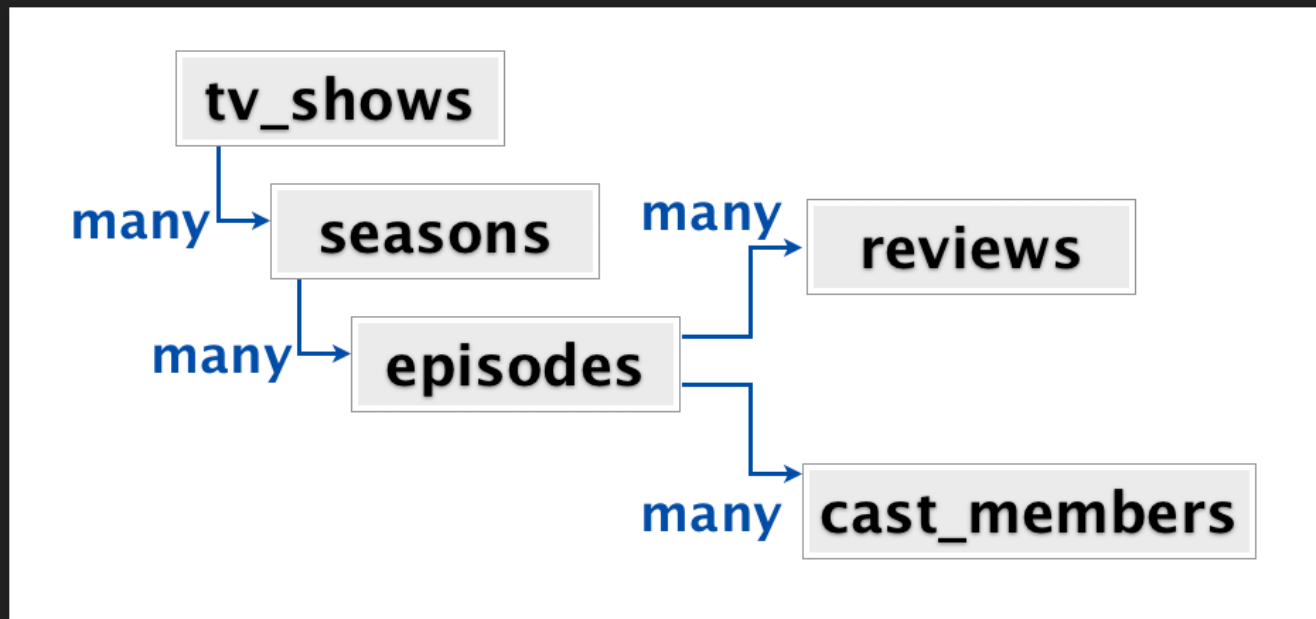 tv_shows
many
seasons
many
reviews
many
episodes
many
cast_members